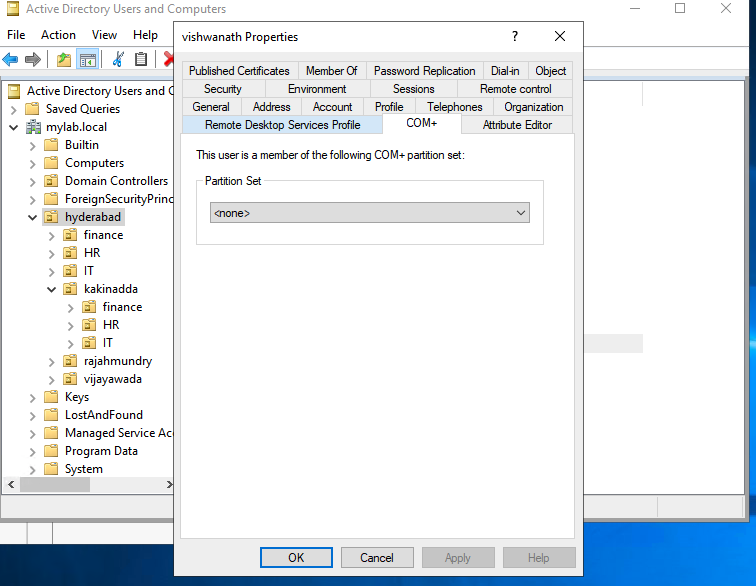 Active Directory Users and Computers
File Action View Help
Active Directory Users and C
Saved Queries
mylab.local
Builtin
Computers
Domain Controllers
ForeignSecurityPrinc
hyderabad
finance
HR
IT
kakinadda
finance
HR
IT
rajahmundry
vijayawada
Keys
LostAndFound
Managed Service Acc
Program Data
System
vishwanath Properties
?
Published Certificates Member Of Password Replication Dial-in Object
Security Environment Sessions Remote control
General Address Account Profile Telephones Organization
Remote Desktop Services Profile COM+ Attribute Editor
This user is a member of the following COM+ partition set:
Partition Set
<none>
OK Cancel Apply Help